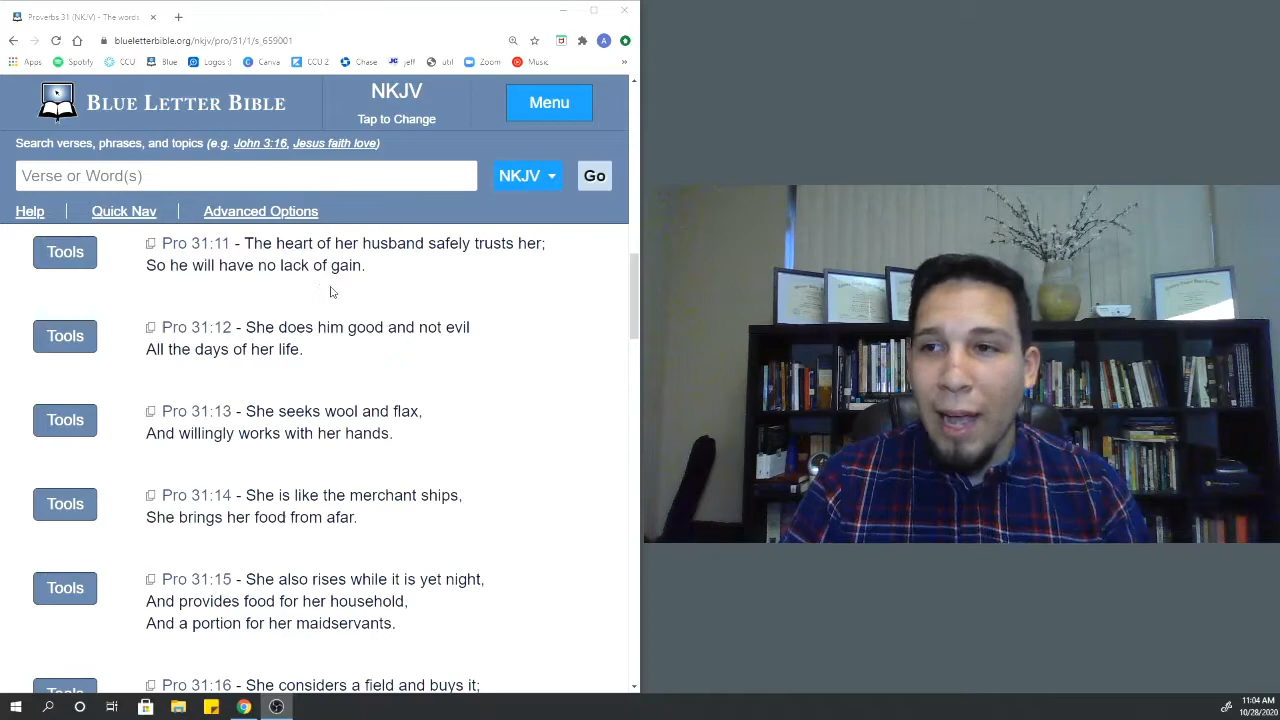 Proverbs 31 (NKJV) - The words
blueletterbible.org/nkjv/pro/31/1/s_659001
Apps Spotify CCU Blue Logos :) Canva CCU 2 Chase jeff util Zoom Music »
BLUE LETTER BIBLE
NKJV
Tap to Change
Menu
Search verses, phrases, and topics (e.g. John 3:16, Jesus faith love)
Verse or Word(s)
NKJV
Go
Help
Quick Nav
Advanced Options
Tools
Pro 31:11 - The heart of her husband safely trusts her;
So he will have no lack of gain.
Tools
Pro 31:12 - She does him good and not evil
All the days of her life.
Tools
Pro 31:13 - She seeks wool and flax,
And willingly works with her hands.
Tools
Pro 31:14 - She is like the merchant ships,
She brings her food from afar.
Tools
Pro 31:15 - She also rises while it is yet night,
And provides food for her household,
And a portion for her maidservants.
Tools
Pro 31:16 - She considers a field and buys it;
11:04 AM
10/28/2020